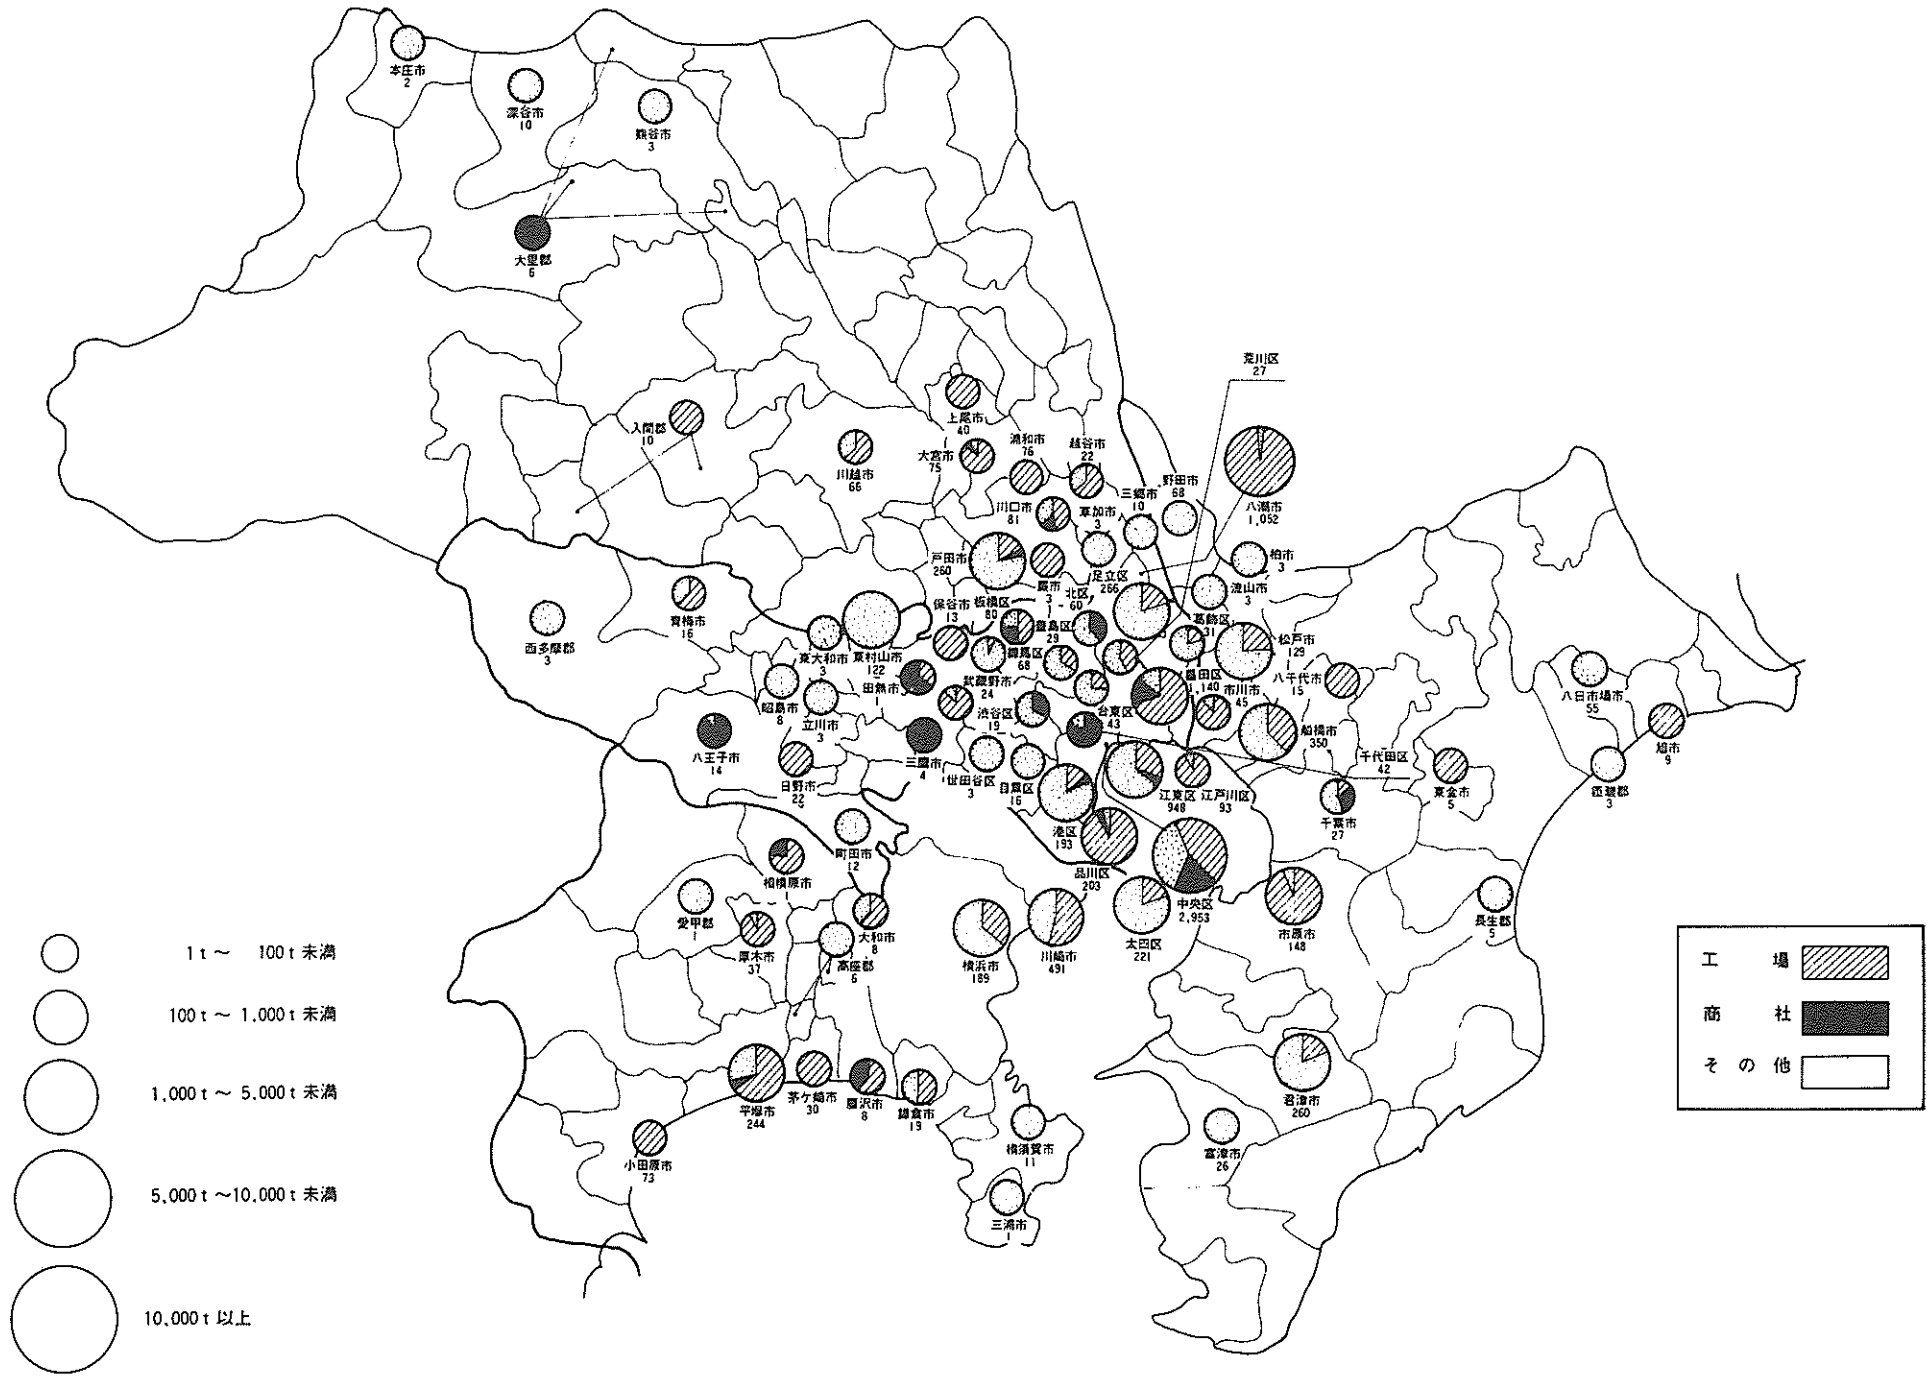 本庄市
2
深谷市
10
熊谷市
3
大里郡
6
荒川区
27
入間郡
10
川越市
66
上尾市
40
大宮市
75
浦和市
76
越谷市
22
三郷市
10
野田市
68
八潮市
1,052
川口市
81
草加市
3
戸田市
260
蕨市
3
足立区
266
柏市
3
流山市
3
北区
60
板橋区
80
保谷市
13
豊島区
29
葛飾区
31
松戸市
129
青梅市
16
西多摩郡
3
東大和市
3
東村山市
122
練馬区
68
武蔵野市
24
田無市
墨田区
1,140
市川市
45
八千代市
15
八日市場市
55
昭島市
8
立川市
3
渋谷区
19
台東区
43
船橋市
350
旭市
9
八王子市
14
日野市
22
三鷹市
4
世田谷区
3
目黒区
16
千代田区
42
江東区
948
江戸川区
93
千葉市
27
東金市
5
匝瑳郡
3
港区
193
町田市
12
相模原市
品川区
203
中央区
2,953
愛甲郡
1
厚木市
37
大和市
8
高座郡
6
横浜市
189
川崎市
491
太田区
221
市原市
148
長生郡
5
1t～ 100t未満
100t～1,000t未満
1,000t～5,000t未満
5,000t～10,000t未満
10,000t以上
工場
商社
その他
平塚市
244
茅ケ崎市
30
藤沢市
8
鎌倉市
19
小田原市
73
横須賀市
11
三浦市
1
君津市
260
富津市
26